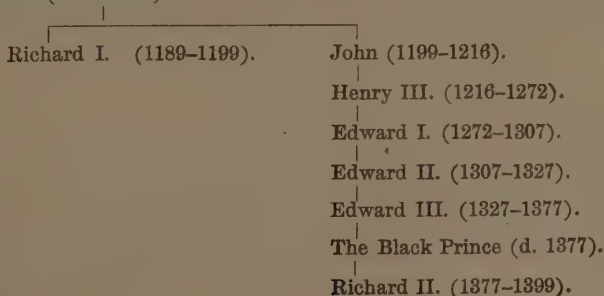 Richard I. (1189–1199). John (1199–1216).
Henry III. (1216–1272).
Edward I. (1272–1307).
Edward II. (1307–1327).
Edward III. (1327–1377).
The Black Prince (d. 1377).
Richard II. (1377–1399).